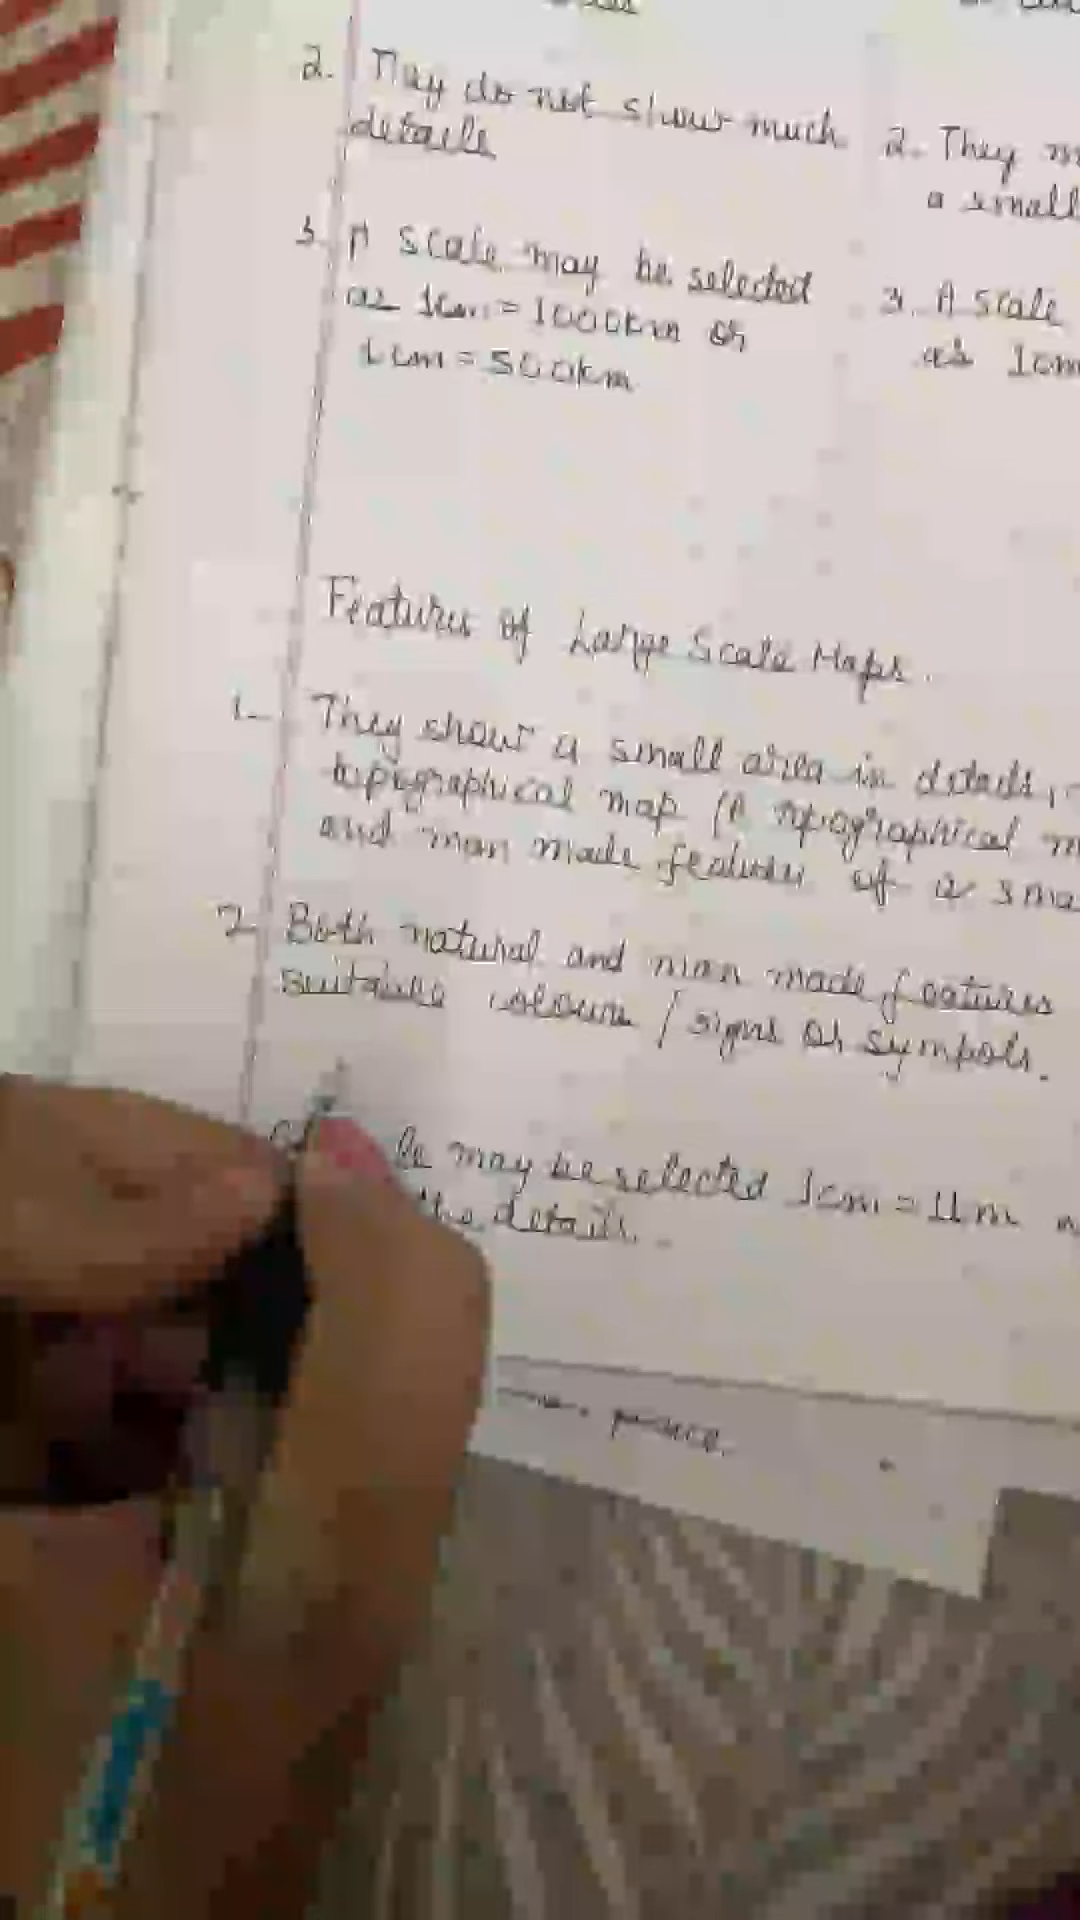 2. They do not show much
details
3. A scale may be selected
as 1cm = 1000km or
1cm = 500km
2. They
a small
3. A scale
as 1cm
Features of Large Scale Maps.
1. They show a small area in details,
topographical map (A topographical
and man made features of a
2. Both natural and man made features
suitable colours / signs or symbols.
may be selected 1cm =
the details.